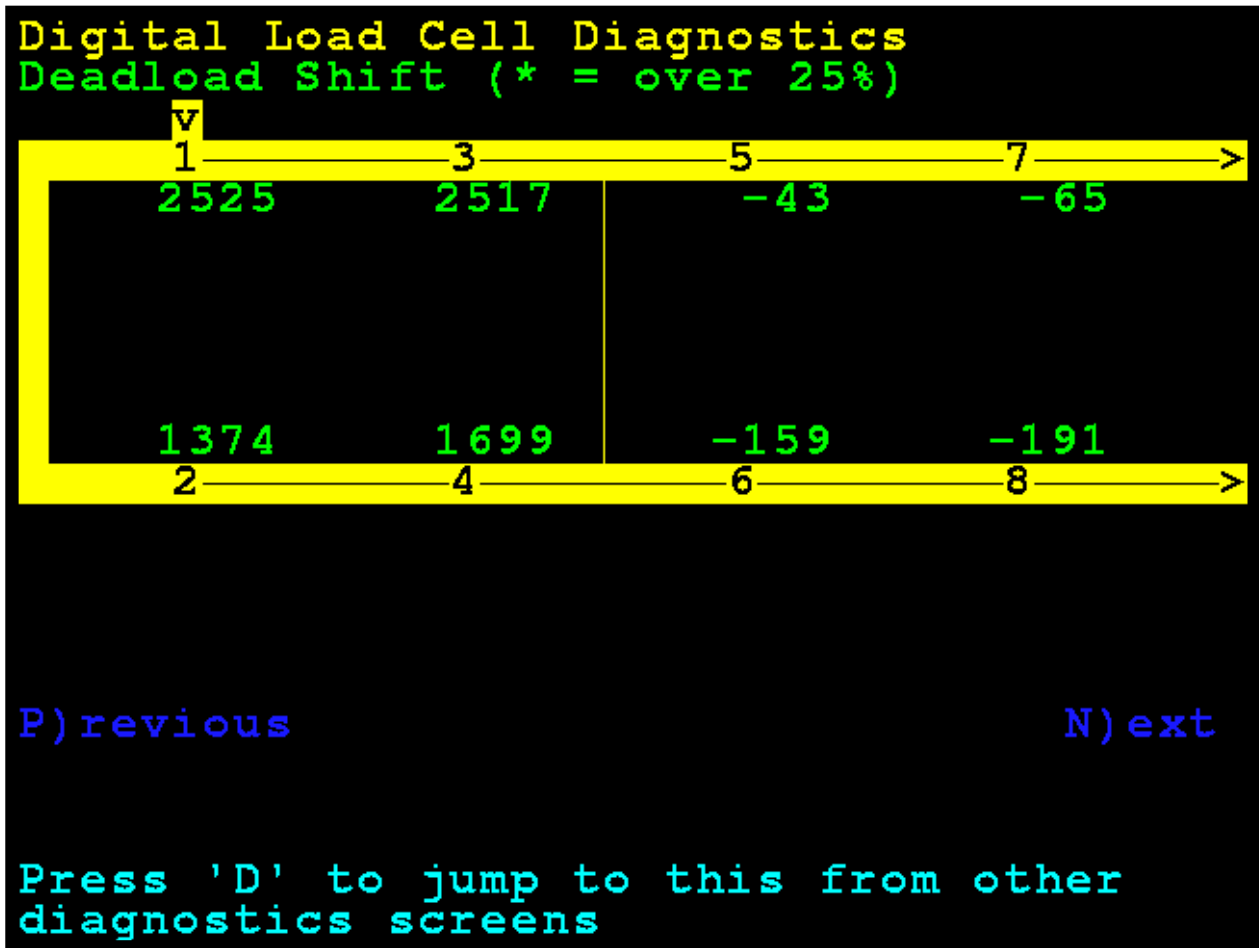 Digital Load Cell Diagnostics
Deadload Shift (* = over 25%)
v
1 3 5 7 >
2525 2517 -43 -65
1374 1699 -159 -191
2 4 6 8 >
P)revious N)ext
Press 'D' to jump to this from other
diagnostics screens